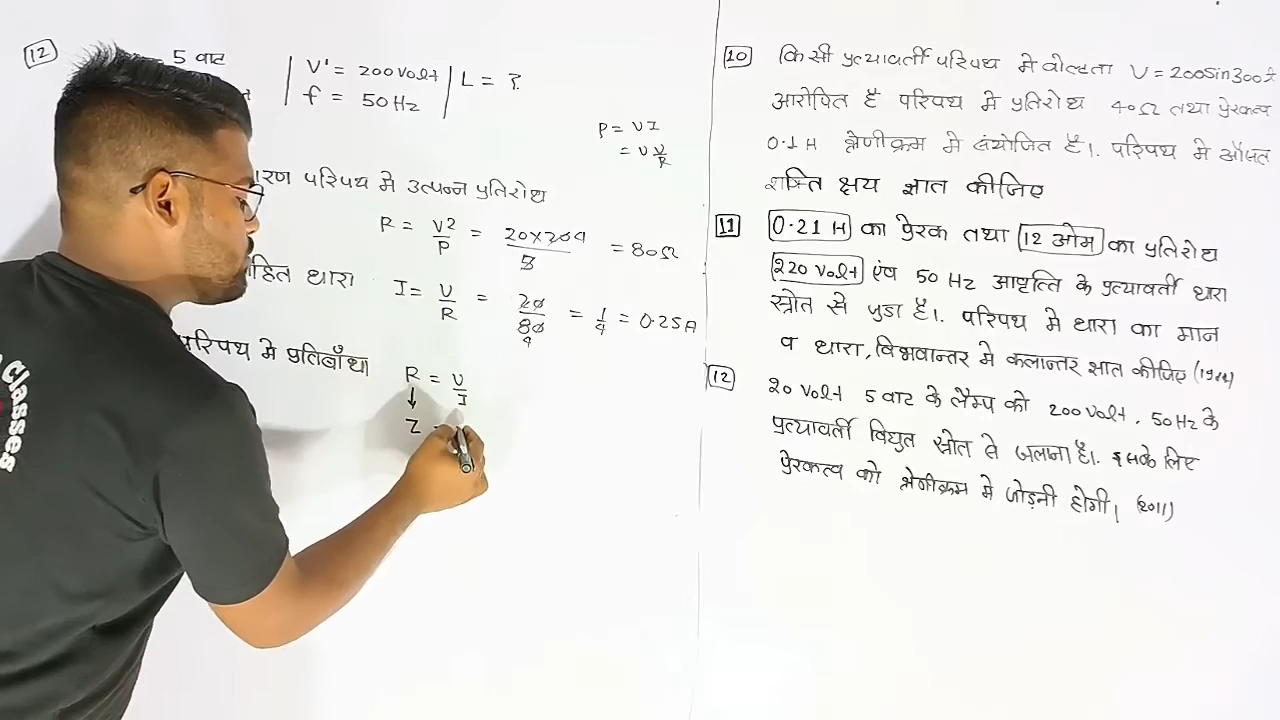 12
5 वाट
V' = 200 Volt
f = 50 Hz
L = ?
P = VI
= V V/R
परिपथ में उत्पन्न प्रतिरोध
R = V2/P = 20×20/5 = 80Ω
धारा
I = V/R = 20/80 = 1/4 = 0.25A
परिपथ मे प्रतिबाँधा
R = V/I
Z
classes
10 किसी प्रत्यावर्ती परिपथ मे वोल्टता V = 200sin300t
आरोपित है परिपथ मे प्रतिरोध 40Ω तथा प्रेरकत्व
0.1H श्रेणीक्रम मे संयोजित है। परिपथ मे औसत
शक्ति क्षय ज्ञात कीजिए
11 0.21 H का प्रेरक तथा 12 ओम का प्रतिरोध
220 Volt एंव 50 Hz आवृत्ति के प्रत्यावर्ती धारा
स्रोत से जुडा है।. परिपथ मे धारा का मान
व धारा, विभवान्तर मे कलान्तर ज्ञात कीजिए
12 20 Volt 5 वाट के लैम्प को 200 Volt, 50Hz के
प्रत्यावर्ती विद्युत स्रोत से जलाना है। इसके लिए
प्रेरकत्व को श्रेणीक्रम मे जोड़नी होगी। (2011)